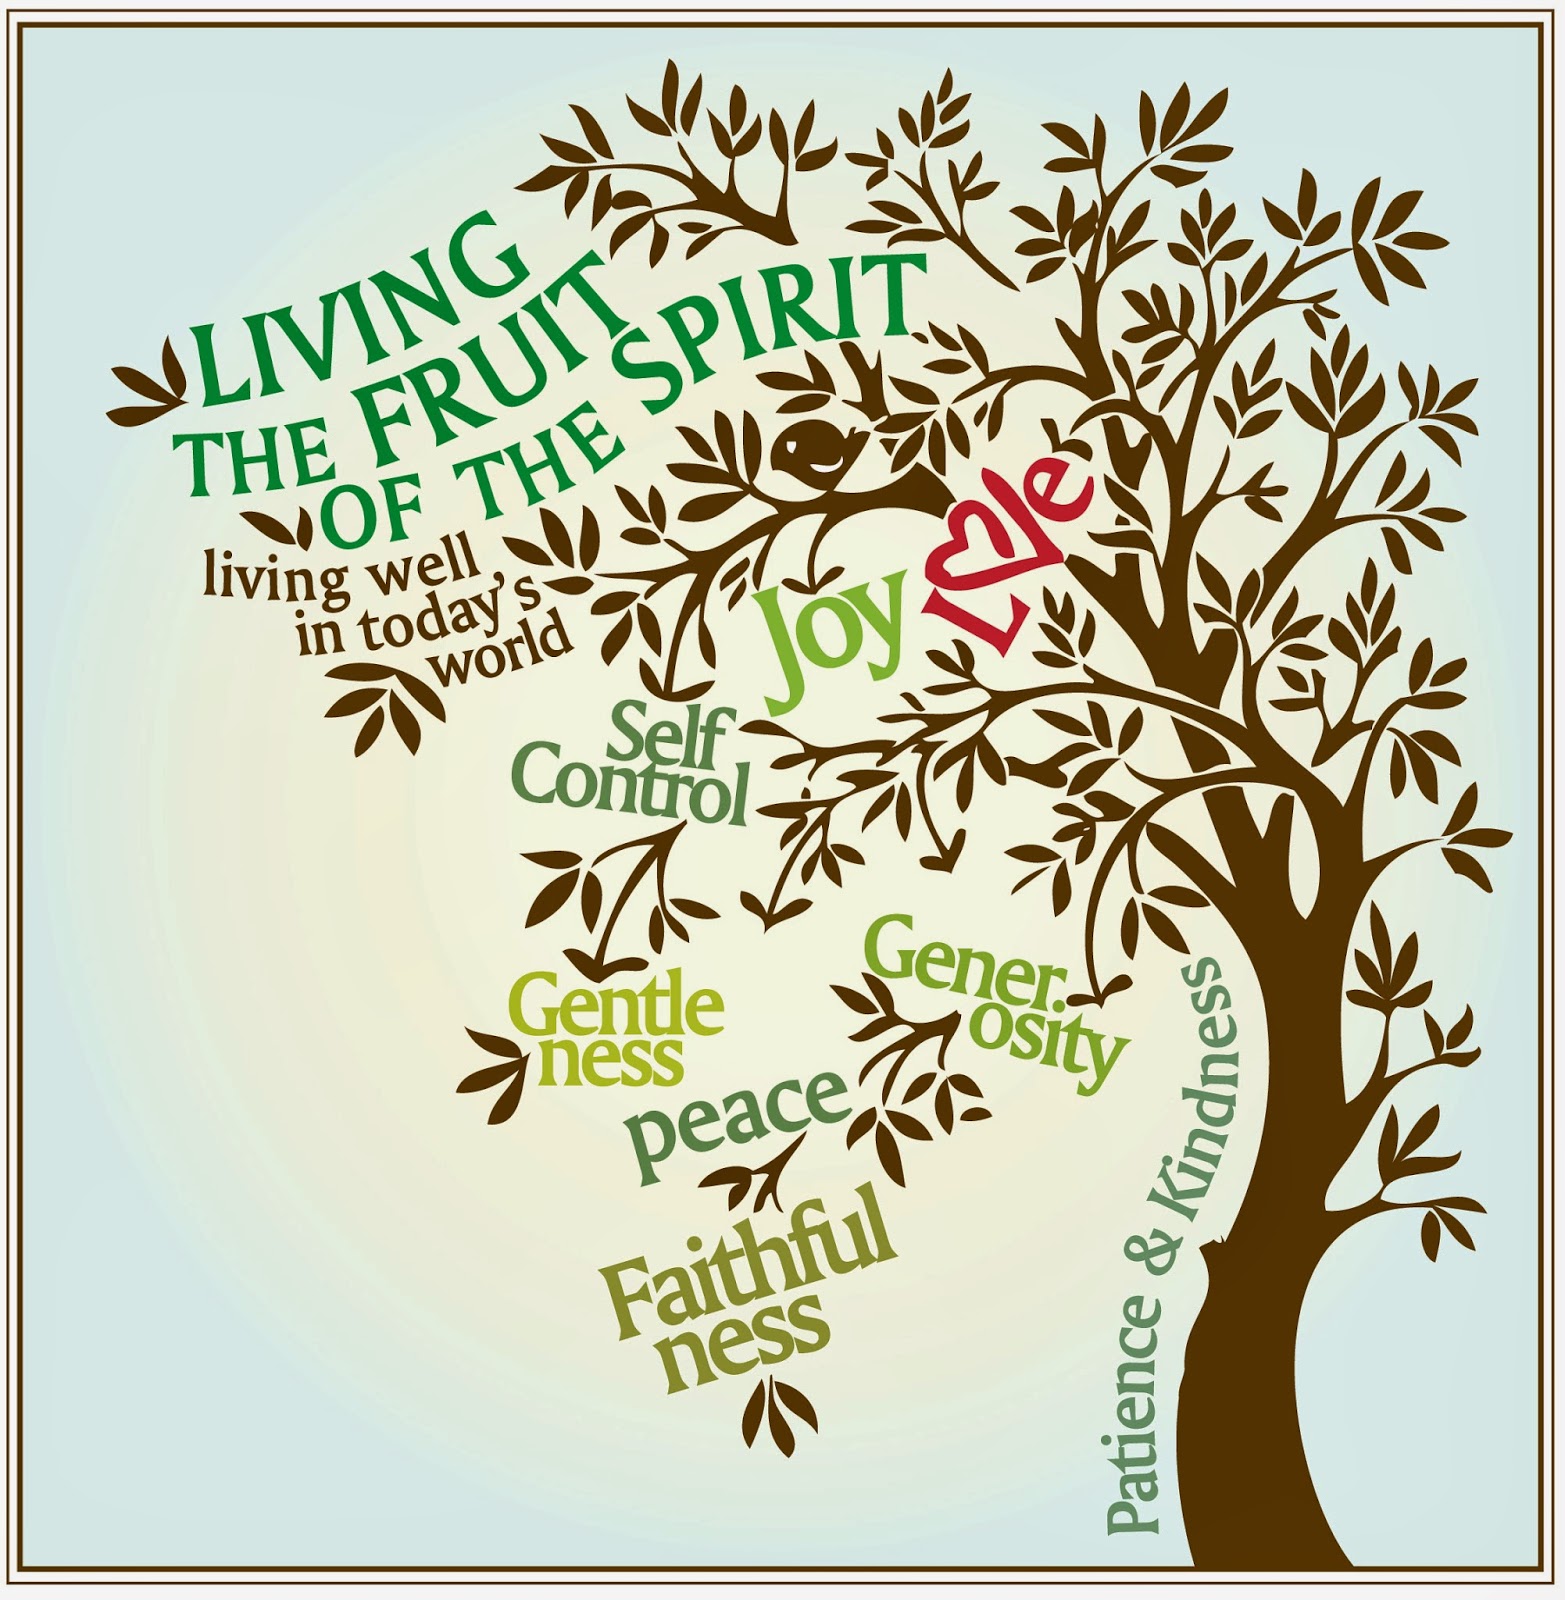 LIVING
THE FRUIT
OF THE SPIRIT
living well
in today's
world
Love
Joy
Self
Control
Gener.
osity
Gentle
ness
peace
Faithful
ness
Patience & Kindness